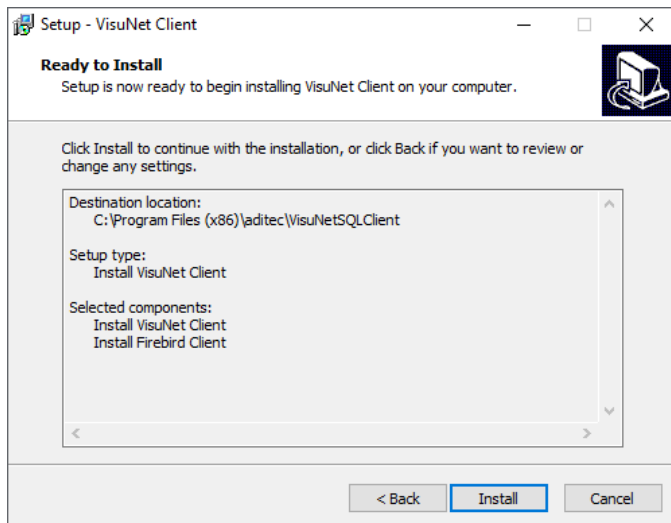 Setup - VisuNet Client
Ready to Install
Setup is now ready to begin installing VisuNet Client on your computer.
Click Install to continue with the installation, or click Back if you want to review or
change any settings.
Destination location:
C:\Program Files (x86)\aditec\VisuNetSQLClient
Setup type:
Install VisuNet Client
Selected components:
Install VisuNet Client
Install Firebird Client
< Back
Install
Cancel